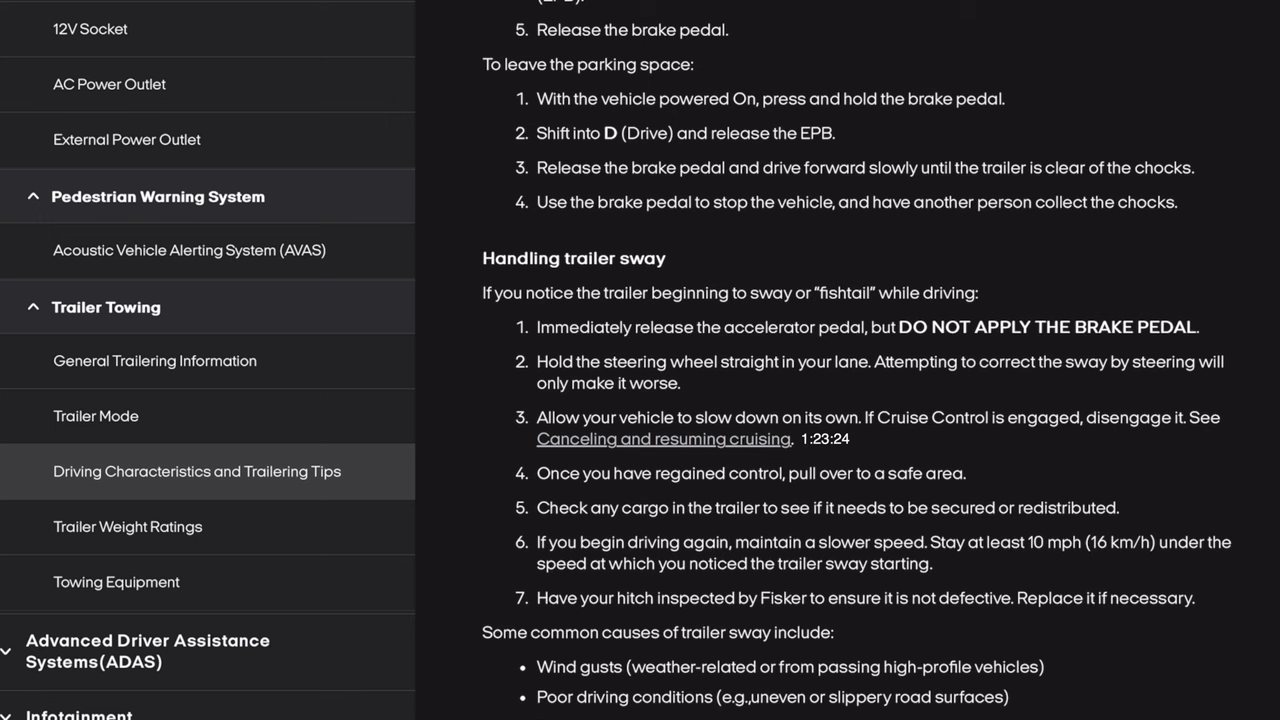 12V Socket
AC Power Outlet
External Power Outlet
Pedestrian Warning System
Acoustic Vehicle Alerting System (AVAS)
Trailer Towing
General Trailering Information
Trailer Mode
Driving Characteristics and Trailering Tips
Trailer Weight Ratings
Towing Equipment
Advanced Driver Assistance
Systems(ADAS)
Infotainment
5. Release the brake pedal.
To leave the parking space:
1. With the vehicle powered On, press and hold the brake pedal.
2. Shift into D (Drive) and release the EPB.
3. Release the brake pedal and drive forward slowly until the trailer is clear of the chocks.
4. Use the brake pedal to stop the vehicle, and have another person collect the chocks.
Handling trailer sway
If you notice the trailer beginning to sway or “fishtail” while driving:
1. Immediately release the accelerator pedal, but DO NOT APPLY THE BRAKE PEDAL.
2. Hold the steering wheel straight in your lane. Attempting to correct the sway by steering will
only make it worse.
3. Allow your vehicle to slow down on its own. If Cruise Control is engaged, disengage it. See
Canceling and resuming cruising. 1:23:24
4. Once you have regained control, pull over to a safe area.
5. Check any cargo in the trailer to see if it needs to be secured or redistributed.
6. If you begin driving again, maintain a slower speed. Stay at least 10 mph (16 km/h) under the
speed at which you noticed the trailer sway starting.
7. Have your hitch inspected by Fisker to ensure it is not defective. Replace it if necessary.
Some common causes of trailer sway include:
• Wind gusts (weather-related or from passing high-profile vehicles)
• Poor driving conditions (e.g.,uneven or slippery road surfaces)